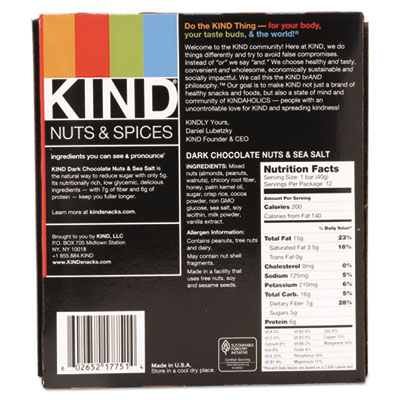 Do the KIND Thing — for your body,
your taste buds, & the world!®
Welcome to the KIND community! Here at KIND, we do
things differently and try to avoid false compromises.
Instead of "or" we say "and." We choose healthy and tasty,
convenient and wholesome, economically sustainable and
socially impactful. We call this the KIND brAND
philosophy.™ Our goal is to make KIND not just a brand of
healthy snacks and foods, but also a state of mind and
community of KINDAHOLICS — people with an
uncontrollable love for KIND and spreading kindness!
KINDLY Yours,
Daniel Lubetzky
KIND Founder & CEO
KIND®
NUTS & SPICES
ingredients you can see & pronounce®
KIND Dark Chocolate Nuts & Sea Salt is
the natural way to reduce sugar with only 5g.
Its nutritionally rich, low glycemic, delicious
ingredients — with 7g of fiber and 6g of
protein — keep you fuller longer.
Learn more at kindsnacks.com
Brought to you by KIND, LLC
P.O. BOX 705 Midtown Station
NY, NY 10018
+1 855.884.KIND
www.KINDsnacks.com
6 02652 17751 4
DARK CHOCOLATE NUTS & SEA SALT
INGREDIENTS: Mixed
nuts (almonds, peanuts,
walnuts), chicory root fiber,
honey, palm kernel oil,
sugar, crisp rice, cocoa
powder, non GMO
glucose, sea salt, soy
lecithin, milk powder,
vanilla extract.
Allergen Information:
Contains peanuts, tree nuts
and dairy.
May contain nut shell
fragments.
Made in a facility that
uses tree nuts, soy
and sesame seeds.
Made in U.S.A.
Store in a cool dry place.
SUSTAINABLE
FORESTRY
INITIATIVE
Certified Sourcing
Nutrition Facts
Serving Size: 1 bar (40g)
Servings Per Package: 12
Amount Per Serving
Calories 200
Calories from Fat 140
% Daily Value*
Total Fat 15g 23%
Saturated Fat 3.5g 18%
Trans Fat 0g
Cholesterol 0mg 0%
Sodium 125mg 5%
Potassium 210mg 6%
Total Carb. 16g 5%
Dietary Fiber 7g 28%
Sugars 5g
Protein 6g